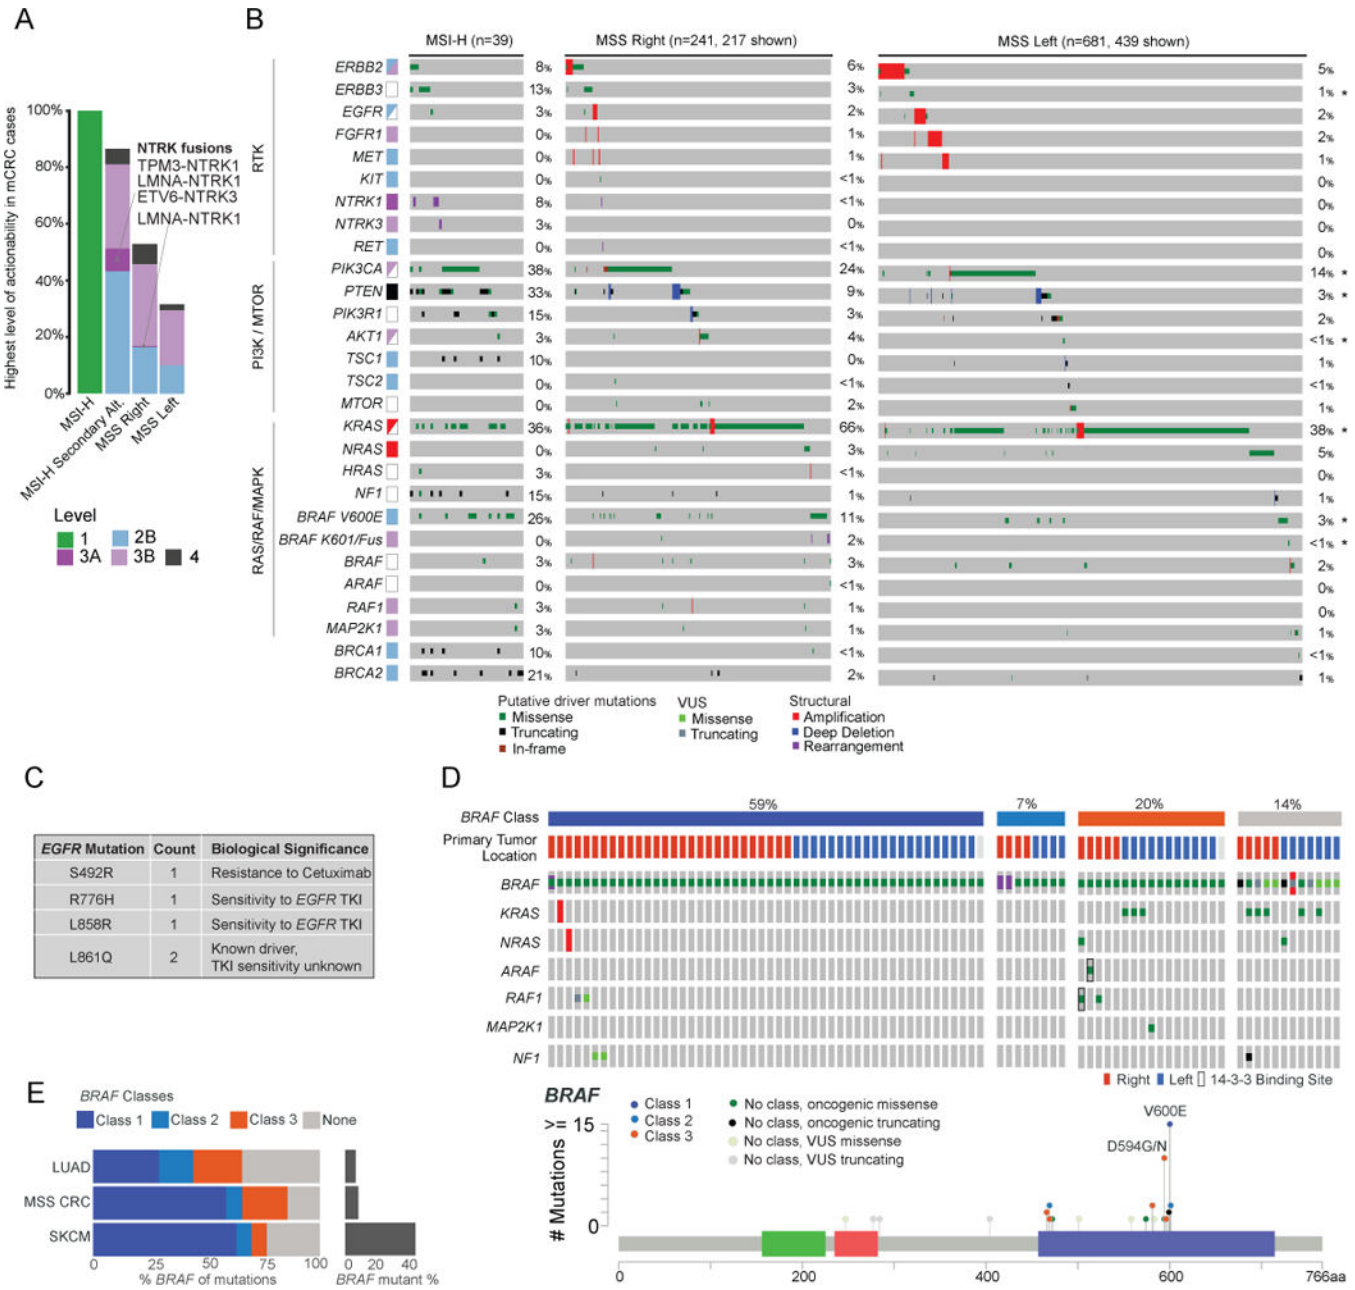 A
Highest level of actionability in mCRC cases
100%
80%
60%
40%
20%
0%
NTRK fusions
TPM3-NTRK1
LMNA-NTRK1
ETV6-NTRK3
LMNA-NTRK1
MSI-H
MSI-H Secondary Alt.
MSS Right
MSS Left
Level
1 2B
3A 3B 4
B
MSI-H (n=39) MSS Right (n=241, 217 shown) MSS Left (n=681, 439 shown)
RTK
ERBB2 8% 6% 5%
ERBB3 13% 3% 1% *
EGFR 3% 2% 2%
FGFR1 0% 1% 2%
MET 0% 1% 1%
KIT 0% <1% 0%
NTRK1 8% <1% 0%
NTRK3 3% 0% 0%
RET 0% <1% 0%
PI3K / MTOR
PIK3CA 38% 24% 14% *
PTEN 33% 9% 3% *
PIK3R1 15% 3% 2%
AKT1 3% 4% <1% *
TSC1 10% 0% 1%
TSC2 0% <1% <1%
MTOR 0% 2% 1%
RAS/RAF/MAPK
KRAS 36% 66% 38% *
NRAS 0% 3% 5%
HRAS 3% <1% 0%
NF1 15% 1% 1%
BRAF V600E 26% 11% 3% *
BRAF K601/Fus 0% 2% <1% *
BRAF 3% 3% 2%
ARAF 0% <1% 0%
RAF1 3% 1% 0%
MAP2K1 3% 1% 1%
BRCA1 10% <1% <1%
BRCA2 21% 2% 1%
Putative driver mutations VUS Structural
Missense Missense Amplification
Truncating Truncating Deep Deletion
In-frame Rearrangement
C
EGFR Mutation Count Biological Significance
S492R 1 Resistance to Cetuximab
R776H 1 Sensitivity to EGFR TKI
L858R 1 Sensitivity to EGFR TKI
L861Q 2 Known driver,
TKI sensitivity unknown
D
59% 7% 20% 14%
BRAF Class
Primary Tumor
Location
BRAF
KRAS
NRAS
ARAF
RAF1
MAP2K1
NF1
Right Left 14-3-3 Binding Site
BRAF
Class 1 No class, oncogenic missense
Class 2 No class, oncogenic truncating
Class 3 No class, VUS missense
No class, VUS truncating
# Mutations
>= 15
0
V600E
D594G/N
0 200 400 600 766aa
E
BRAF Classes
Class 1 Class 2 Class 3 None
LUAD
MSS CRC
SKCM
0 25 50 75 100 0 20 40
% BRAF of mutations BRAF mutant %